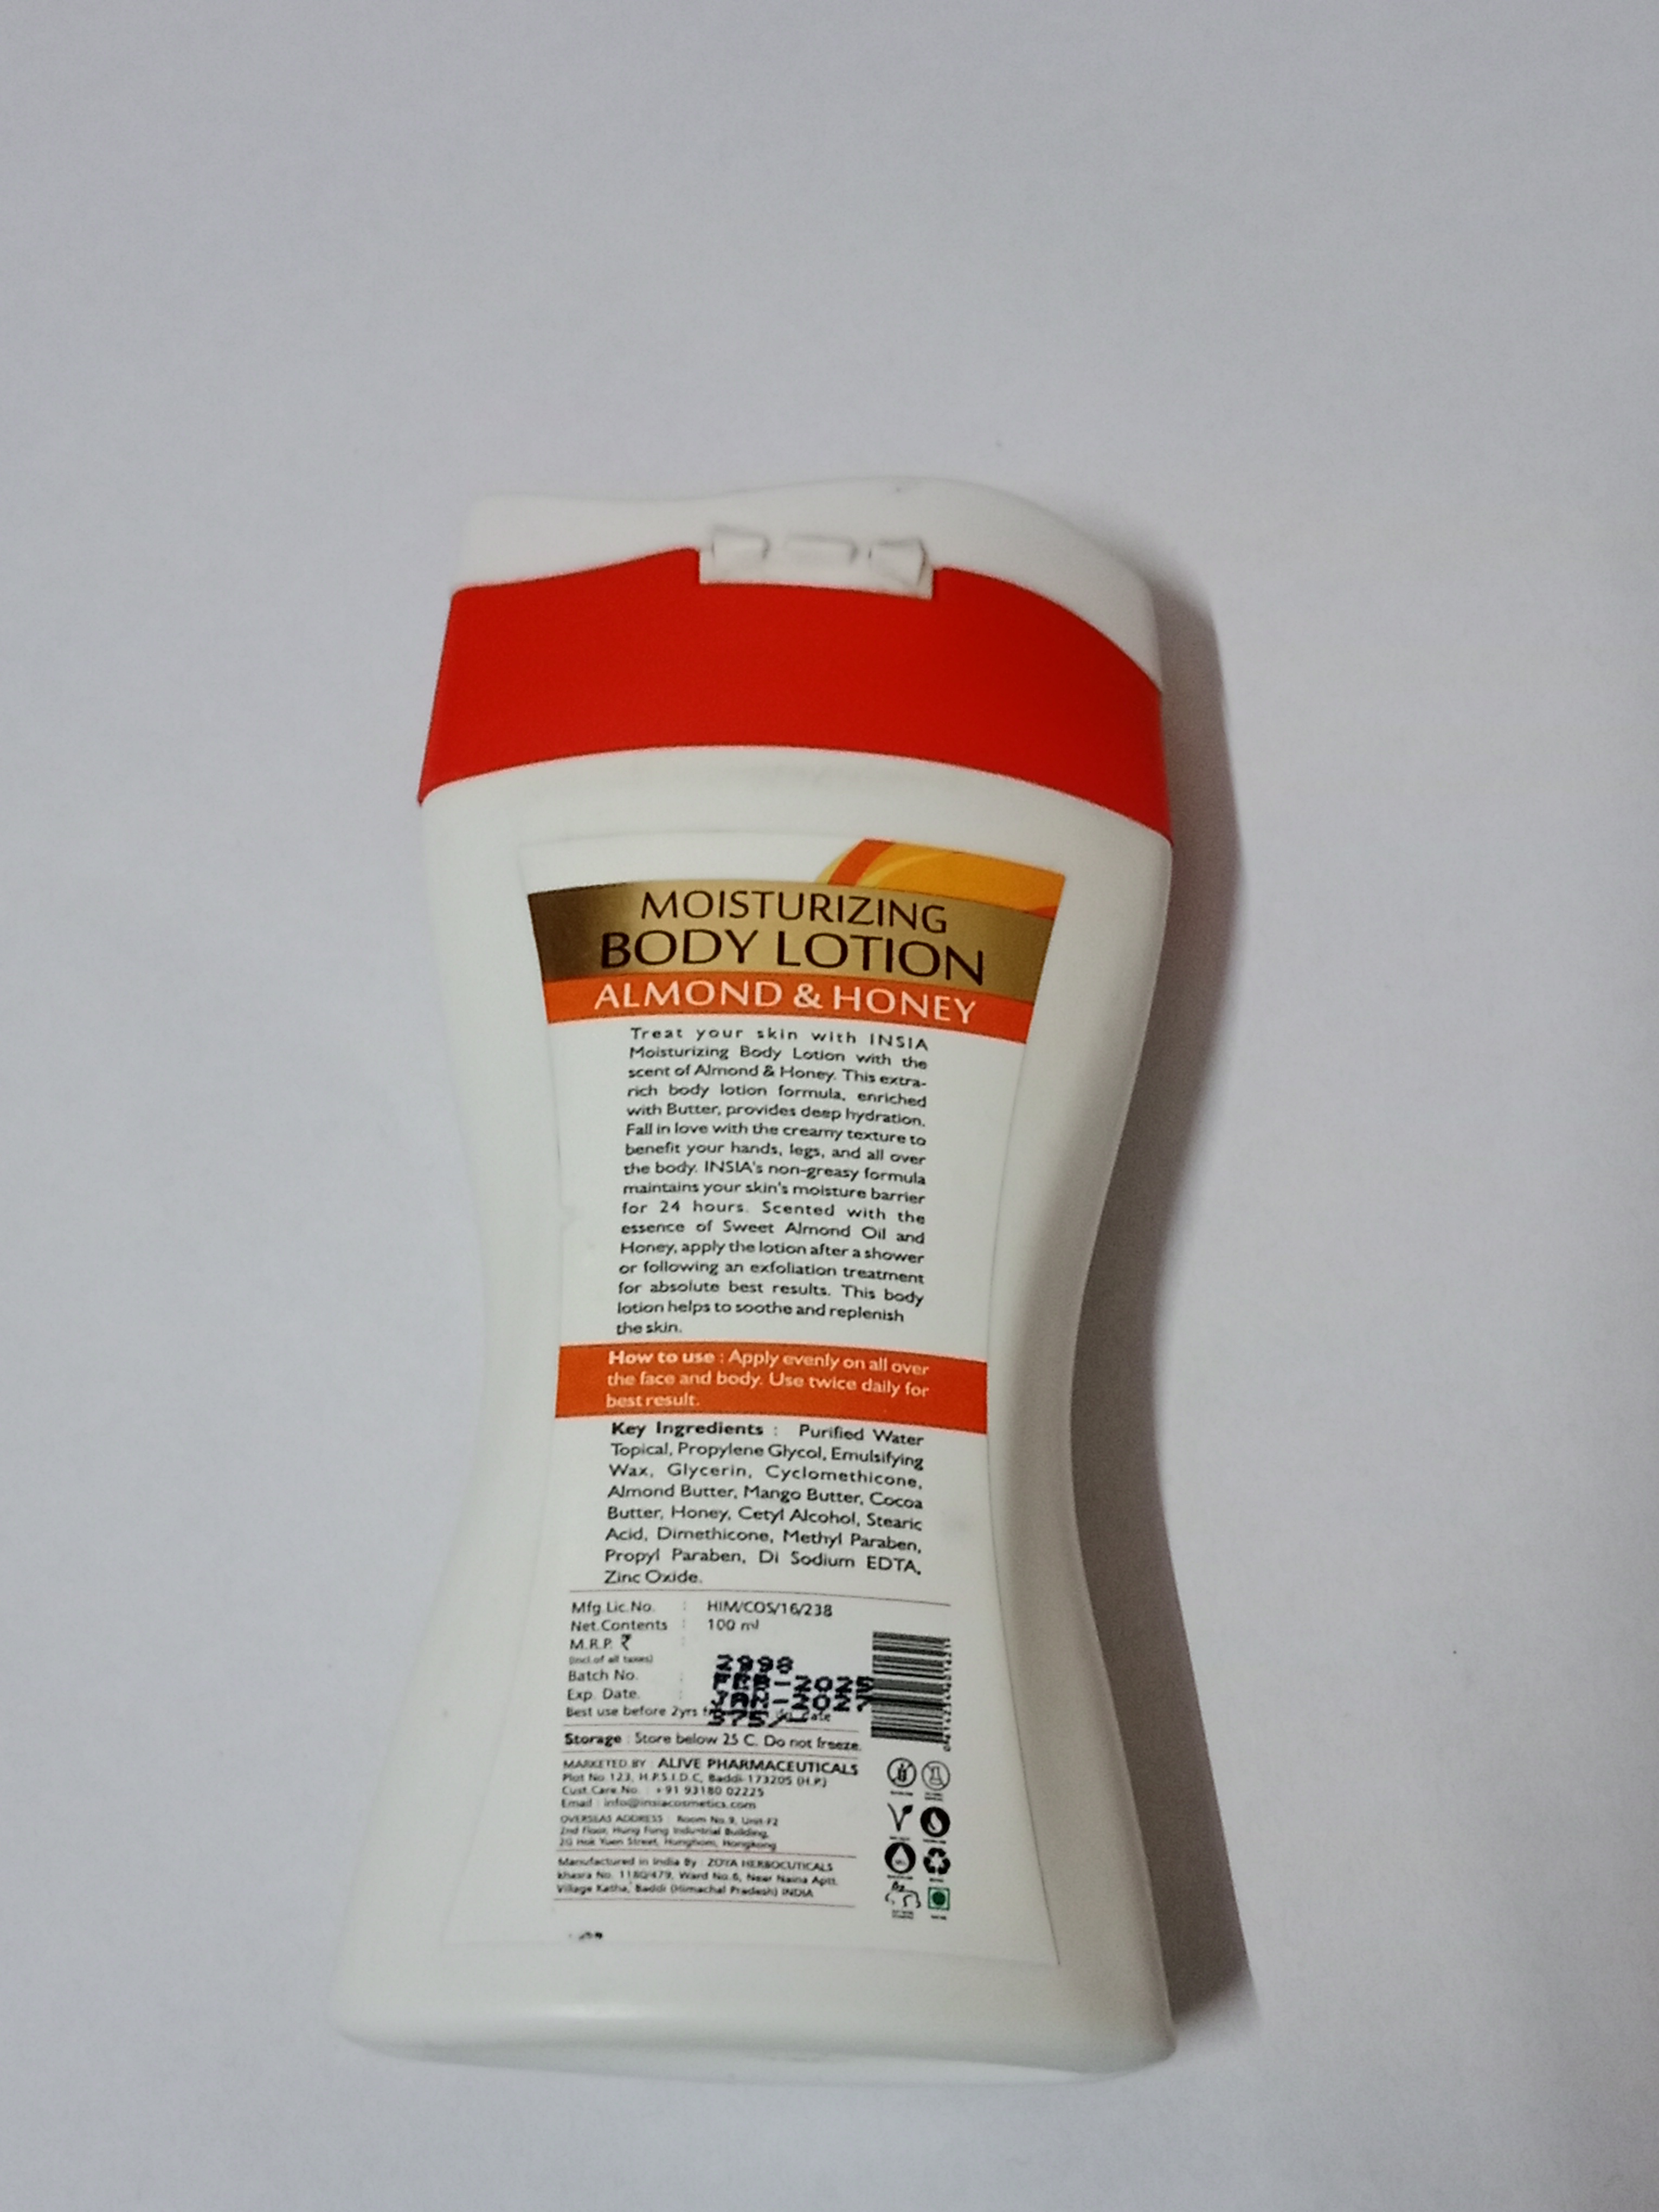 MOISTURIZING
BODY LOTION
ALMOND & HONEY
Treat your skin with INSIA
Moisturizing Body Lotion with the
scent of Almond & Honey. This extra-
rich body lotion formula, enriched
with Butter, provides deep hydration.
Fall in love with the creamy texture to
benefit your hands, legs, and all over
the body. INSIA's non-greasy formula
maintains your skin's moisture barrier
for 24 hours. Scented with the
essence of Sweet Almond Oil and
Honey, apply the lotion after a shower
or following an exfoliation treatment
for absolute best results. This body
lotion helps to soothe and replenish
the skin.
How to use : Apply evenly on all over
the face and body. Use twice daily for
best result.
Key Ingredients : Purified Water
Topical, Propylene Glycol, Emulsifying
Wax, Glycerin, Cyclomethicone,
Almond Butter, Mango Butter, Cocoa
Butter, Honey, Cetyl Alcohol, Stearic
Acid, Dimethicone, Methyl Paraben,
Propyl Paraben, Di Sodium EDTA,
Zinc Oxide.
Mfg.Lic.No. : HIM/COS/16/238
Net.Contents : 100 ml
M.R.P. ₹ :
(Incl.of all taxes)
2998
Batch No. :
FEB-2025
Exp. Date. :
JAN-2027
Best use before 2yrs Date
375/-
Storage : Store below 25 C. Do not freeze.
MARKETED BY : ALIVE PHARMACEUTICALS
Plot No 123, H.P.S.I.D.C, Baddi-173205 (H.P.)
Cust.Care.No. : +91 93180 02225
Email : info@insiacosmetics.com
OVERSEAS ADDRESS : Room No.9, Unit-F2
2nd Floor, Hung Fung Industrial Building,
2G Hok Yuen Street, Hunghom, Hongkong
Manufactured in India By : ZOYA HERBOCUTICALS
khasra No. 1180/479, Ward No.6, Near Naina Aptt.
Village Katha, Baddi (Himachal Pradesh) INDIA